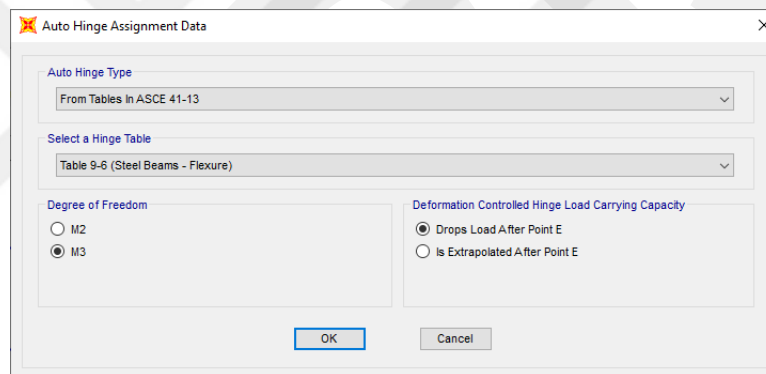 Auto Hinge Assignment Data
Auto Hinge Type
From Tables In ASCE 41-13
Select a Hinge Table
Table 9-6 (Steel Beams - Flexure)
Degree of Freedom
M2
M3
Deformation Controlled Hinge Load Carrying Capacity
Drops Load After Point E
Is Extrapolated After Point E
OK
Cancel